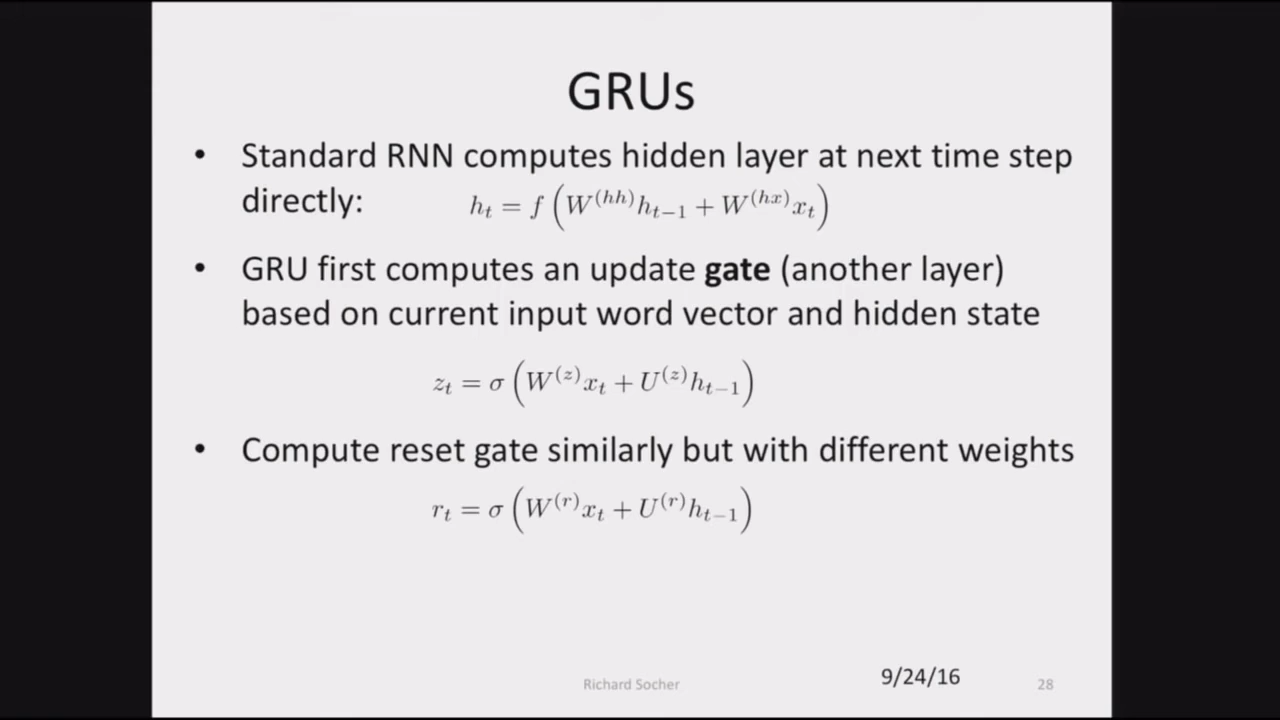 GRUs
• Standard RNN computes hidden layer at next time step
directly: h_t = f ( W^{(hh)} h_{t−1} + W^{(hx)} x_t )
• GRU first computes an update gate (another layer)
based on current input word vector and hidden state
z_t = σ ( W^{(z)} x_t + U^{(z)} h_{t−1} )
• Compute reset gate similarly but with different weights
r_t = σ ( W^{(r)} x_t + U^{(r)} h_{t−1} )
Richard Socher 9/24/16 28